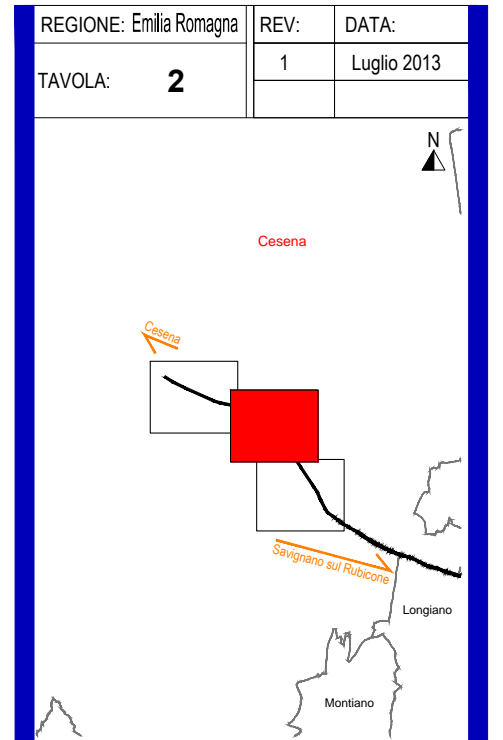 REGIONE: Emilia Romagna
REV:
DATA:
1
Luglio 2013
TAVOLA: 2
N
Cesena
Cesena
Savignano sul Rubicone
Longiano
Montiano